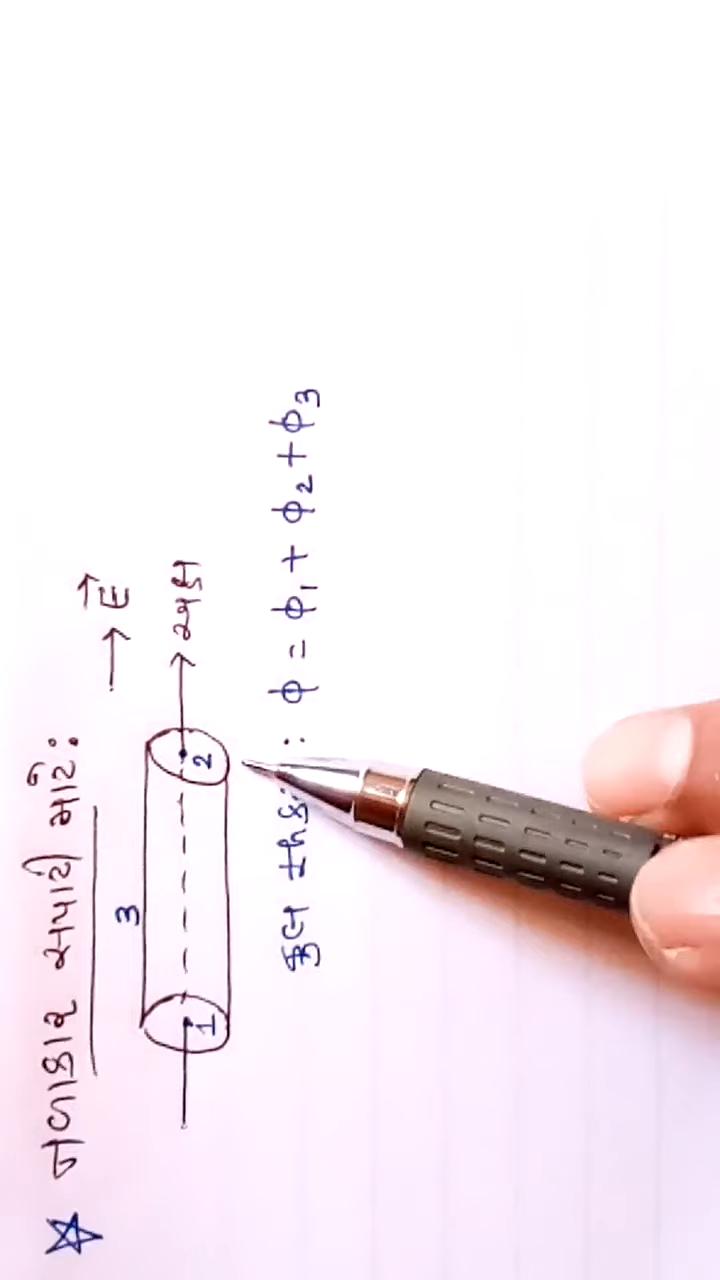 ☆ નળાકાર સપાટી માટે:
→ E⃗
3
1 2 → અક્ષ
કુલ ફ્લક્સ : ϕ = ϕ₁ + ϕ₂ + ϕ₃